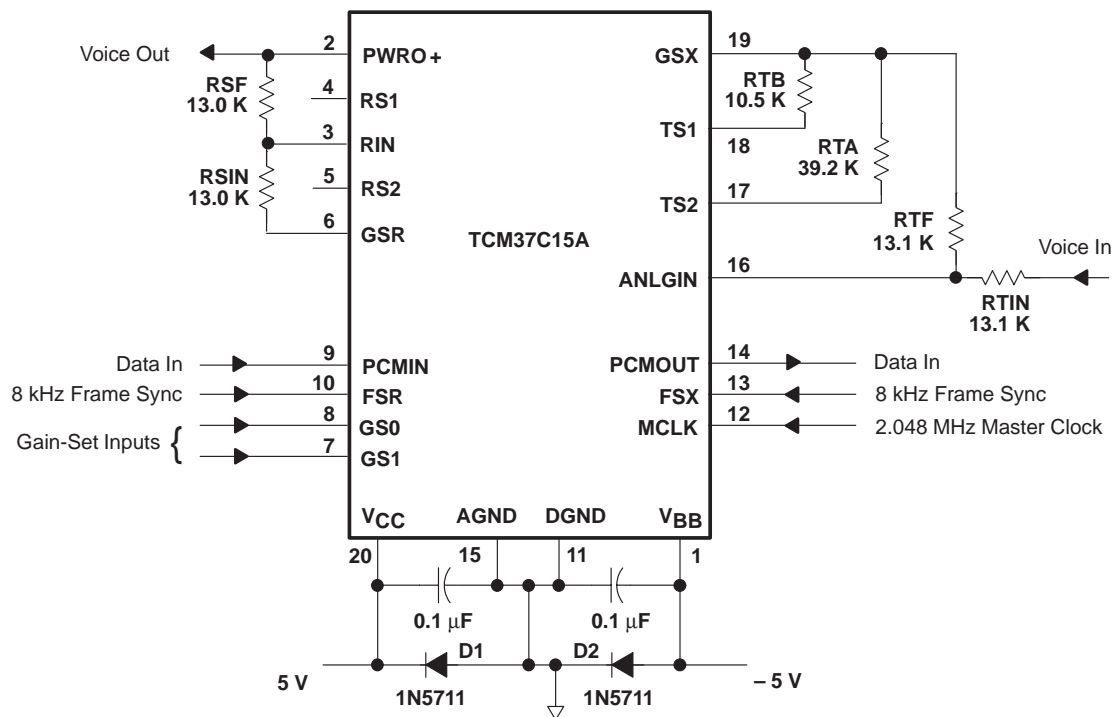 Voice Out
2
PWRO+
RSF
13.0 K
4
RS1
3
RIN
RSIN
13.0 K
5
RS2
6
GSR
TCM37C15A
19
GSX
RTB
10.5 K
TS1
18
RTA
39.2 K
17
TS2
RTF
13.1 K
Voice In
16
ANLGIN
RTIN
13.1 K
Data In
9
PCMIN
8 kHz Frame Sync
10
FSR
Gain-Set Inputs {
8
GS0
7
GS1
PCMOUT
14
Data In
FSX
13
8 kHz Frame Sync
MCLK
12
2.048 MHz Master Clock
VCC
AGND
DGND
VBB
20
15
11
1
0.1 μF
0.1 μF
D1
D2
5 V
1N5711
1N5711
– 5 V